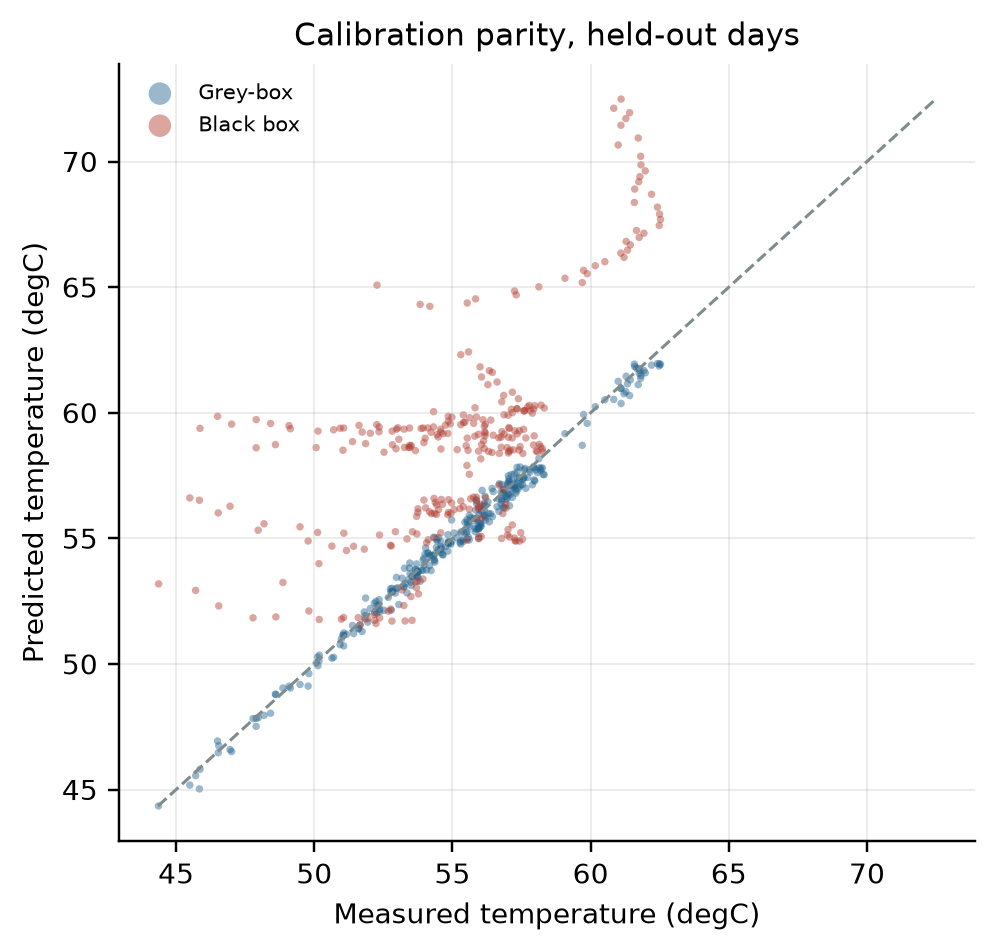 Calibration parity, held-out days
Grey-box
Black box
70
65
60
55
50
45
Predicted temperature (degC)
45 50 55 60 65 70
Measured temperature (degC)